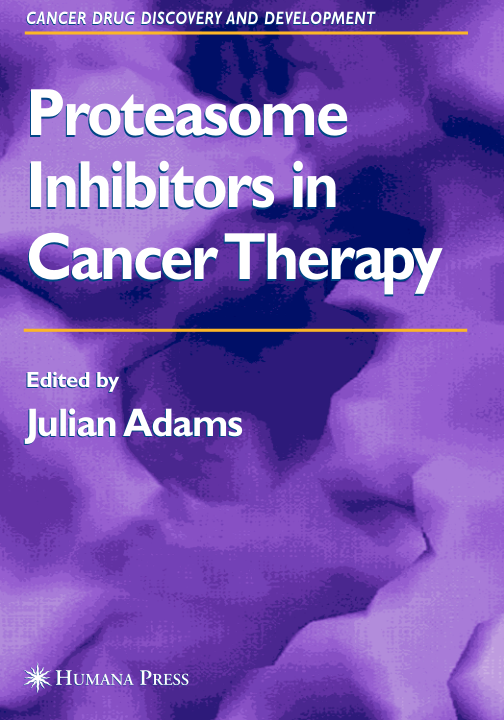 CANCER DRUG DISCOVERY AND DEVELOPMENT
Proteasome
Inhibitors in
Cancer Therapy
Edited by
Julian Adams
HUMANA PRESS